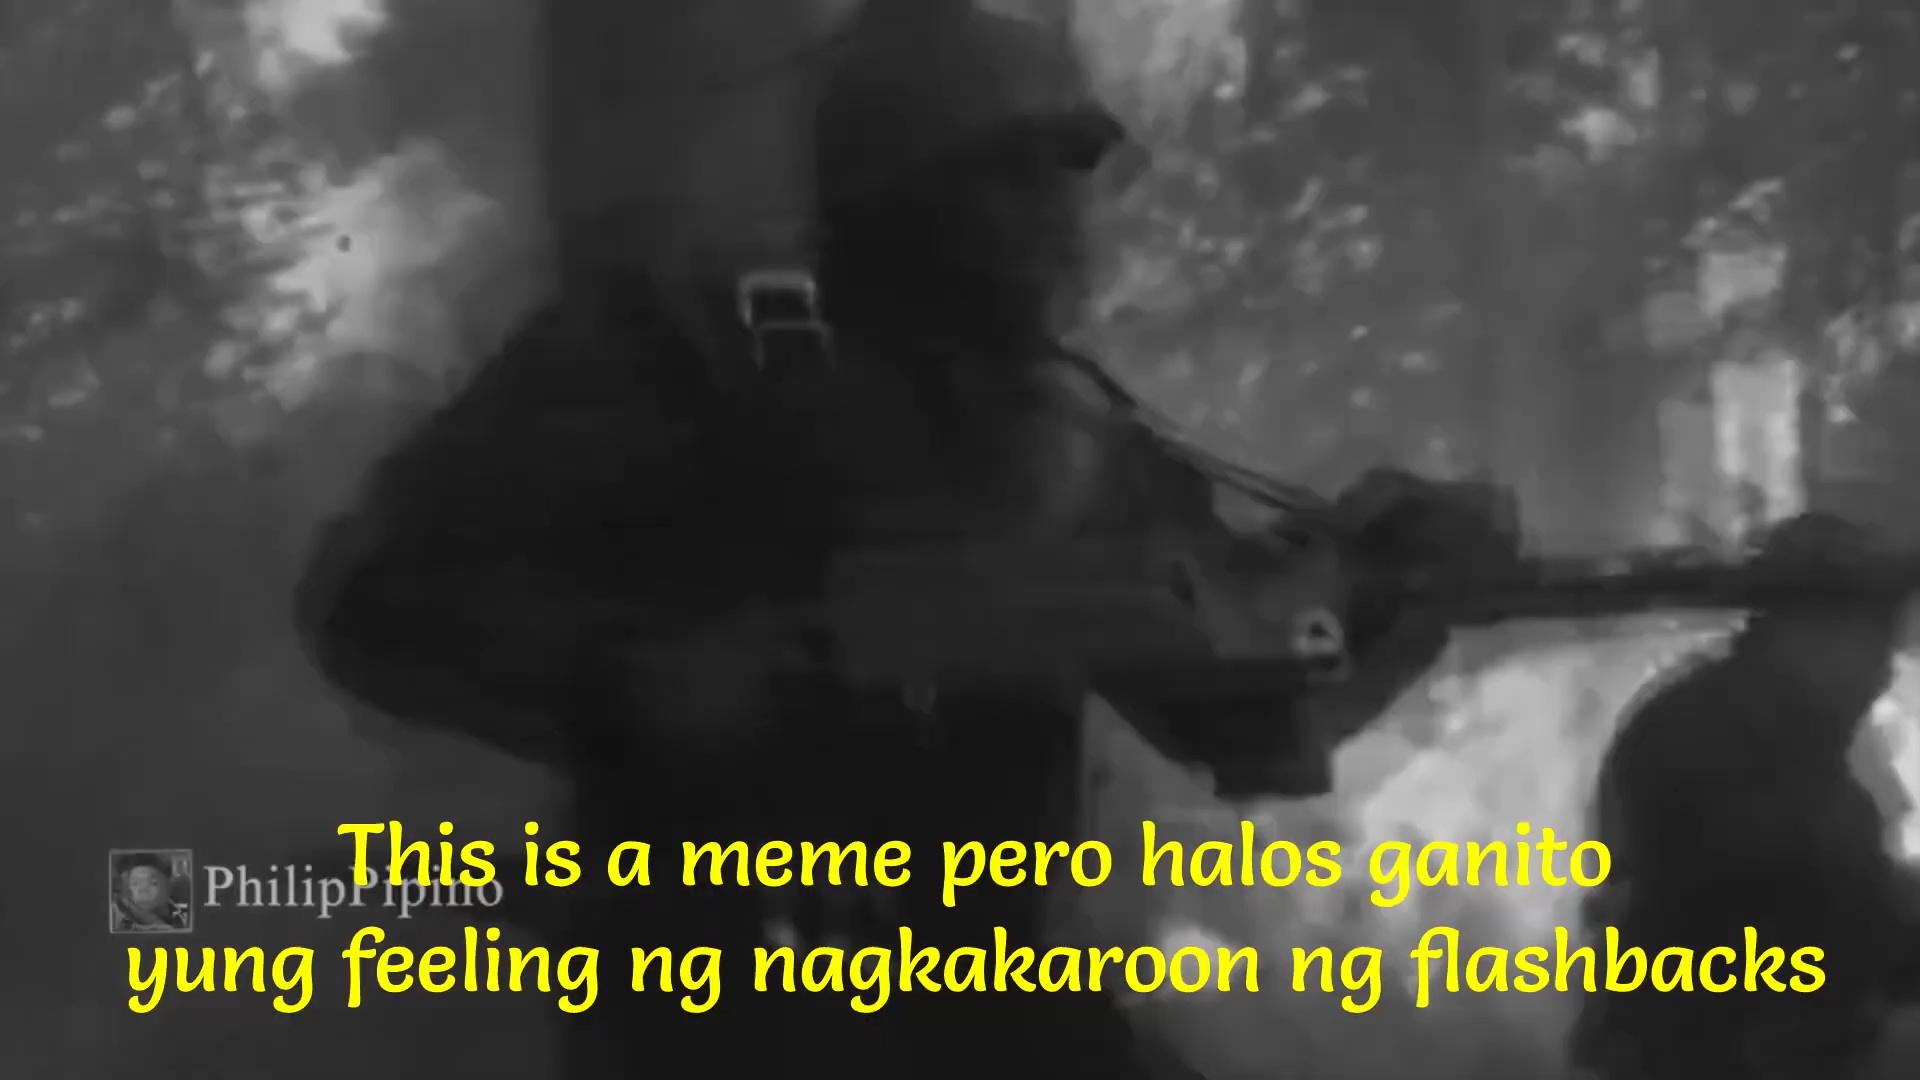 This is a meme pero halos ganito
PhilipPipino
yung feeling ng nagkakaroon ng flashbacks